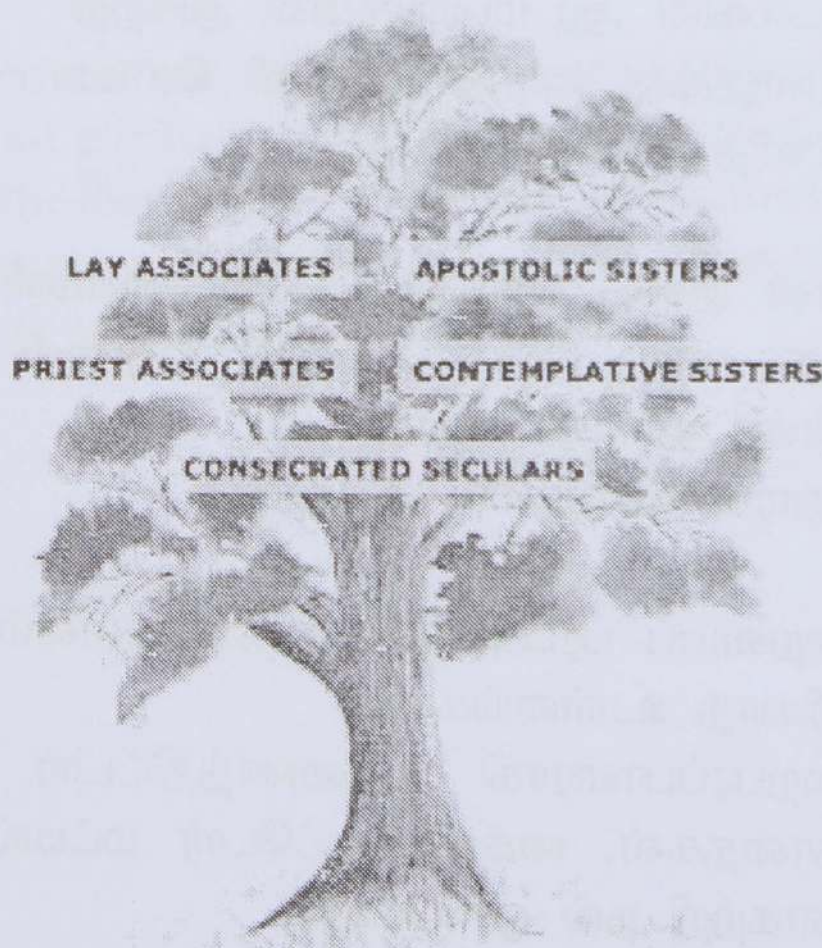 LAY ASSOCIATES
APOSTOLIC SISTERS
PRIEST ASSOCIATES
CONTEMPLATIVE SISTERS
CONSECRATED SECULARS